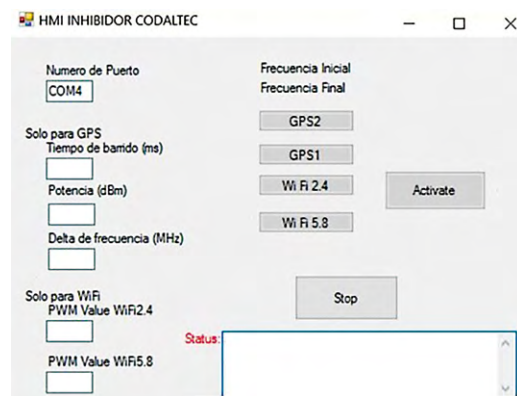 HMI INHIBIDOR CODALTEC
Numero de Puerto
COM4
Solo para GPS
Tiempo de barrido (ms)
Potencia (dBm)
Delta de frecuencia (MHz)
Solo para WiFi
PWM Value WiFi2.4
PWM Value WiFi5.8
Frecuencia Inicial
Frecuencia Final
GPS2
GPS1
Wi Fi 2.4
Wi Fi 5.8
Activate
Stop
Status: